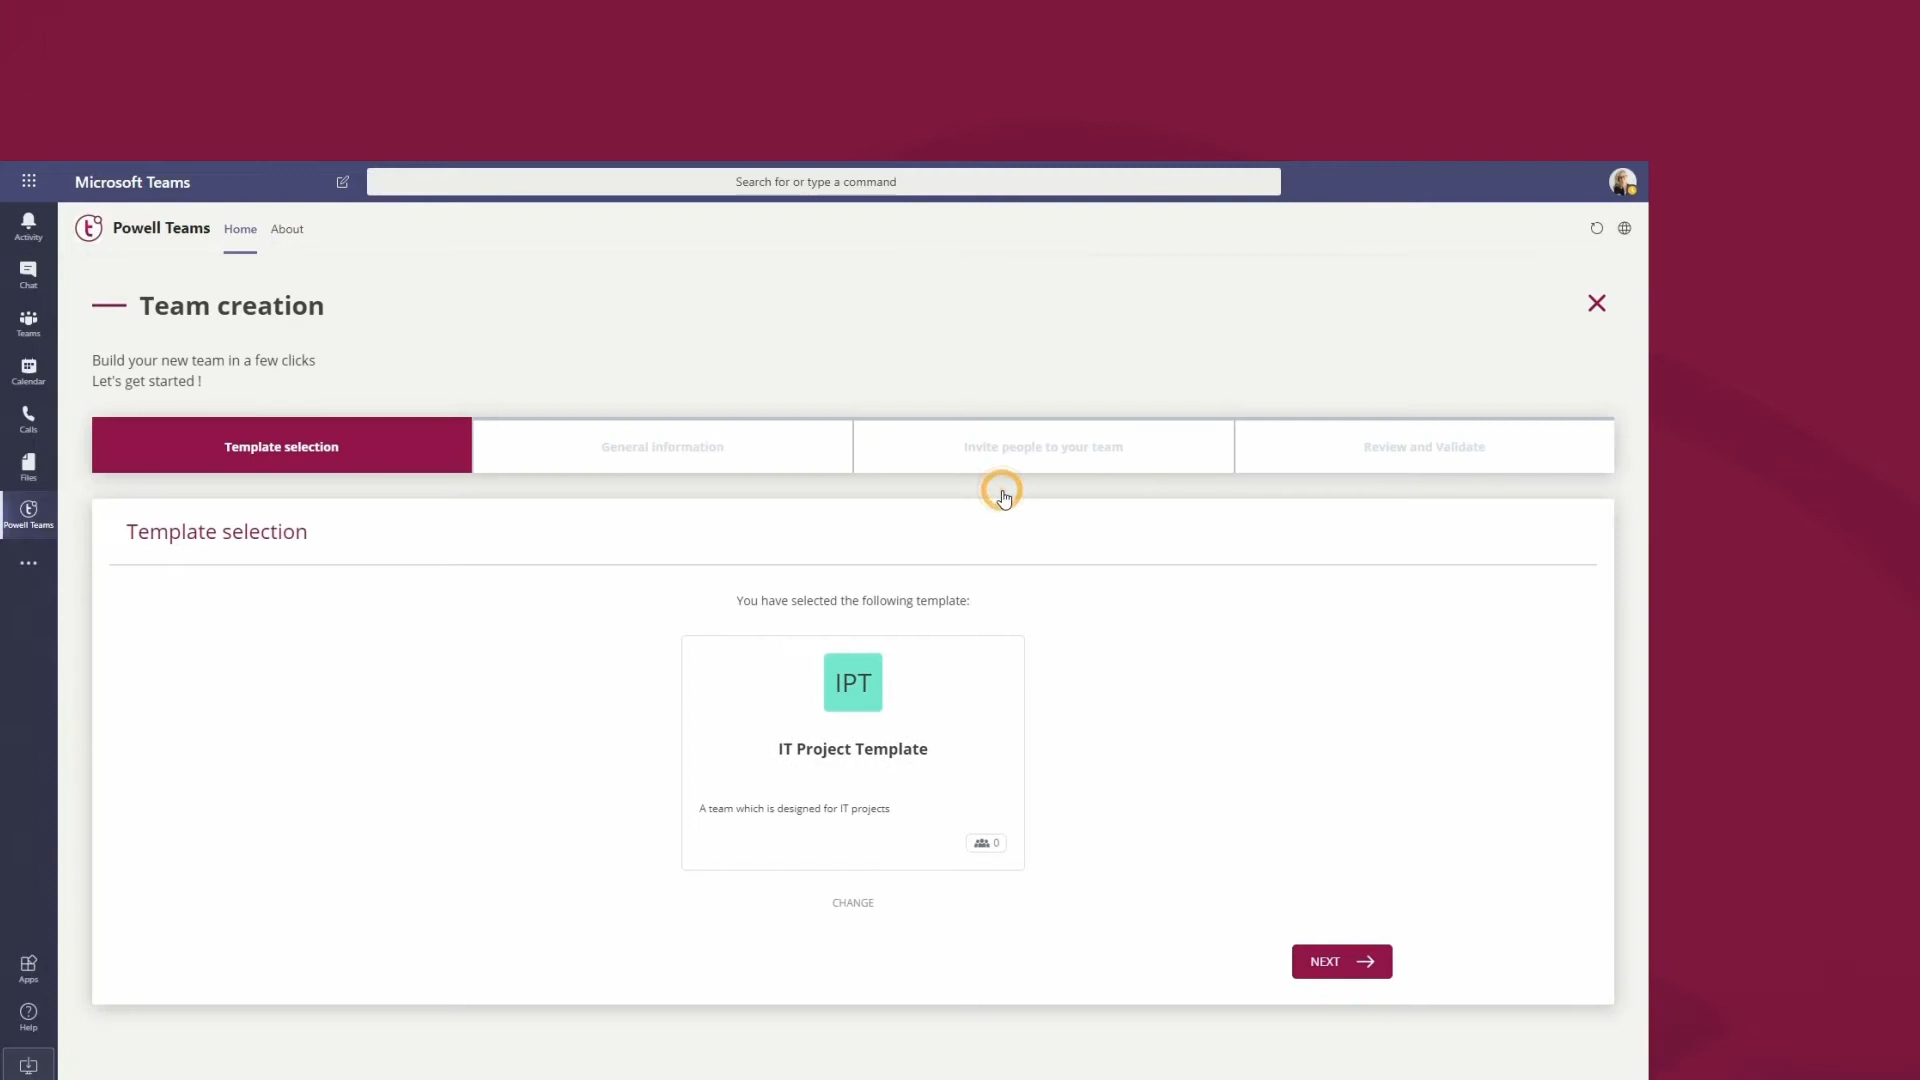 Microsoft Teams
Search for or type a command
Activity
Chat
Teams
Calendar
Calls
Files
Powell Teams
Apps
Help
Powell Teams
Home
About
Team creation
Build your new team in a few clicks
Let's get started !
Template selection
General information
Invite people to your team
Review and Validate
Template selection
You have selected the following template:
IPT
IT Project Template
A team which is designed for IT projects
0
CHANGE
NEXT